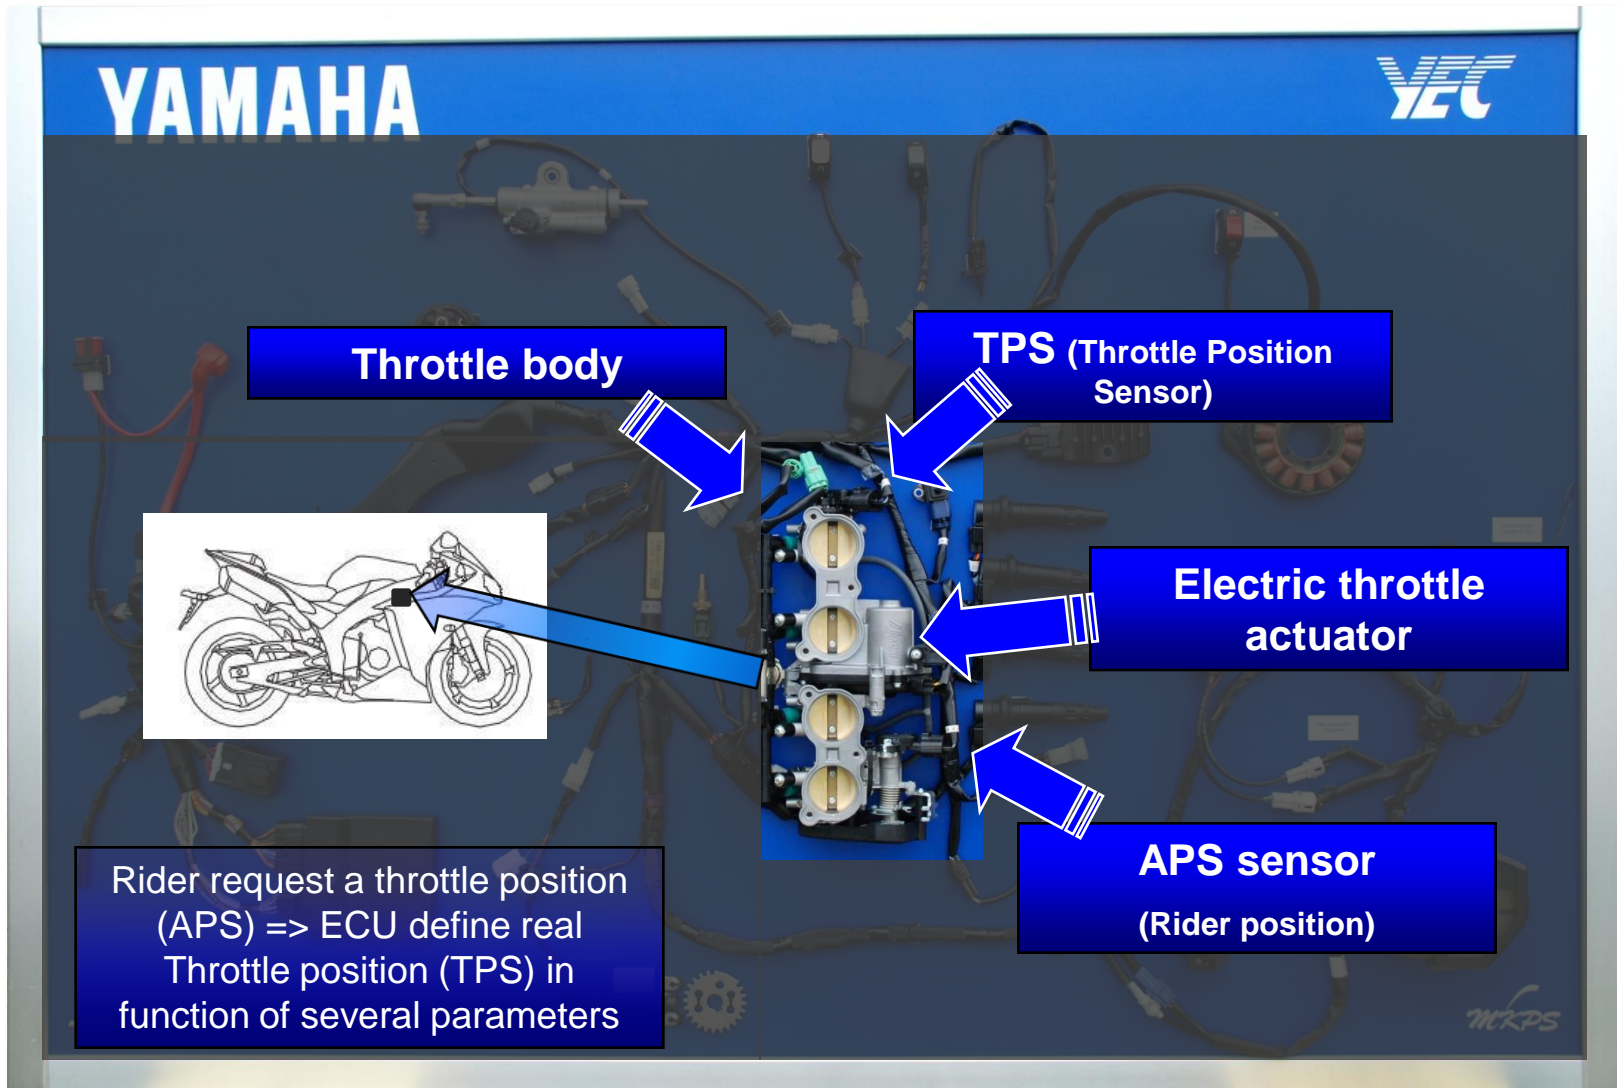 YAMAHA
YEC
Throttle body
TPS (Throttle Position
Sensor)
Electric throttle
actuator
APS sensor
(Rider position)
Rider request a throttle position
(APS) => ECU define real
Throttle position (TPS) in
function of several parameters
MKPS